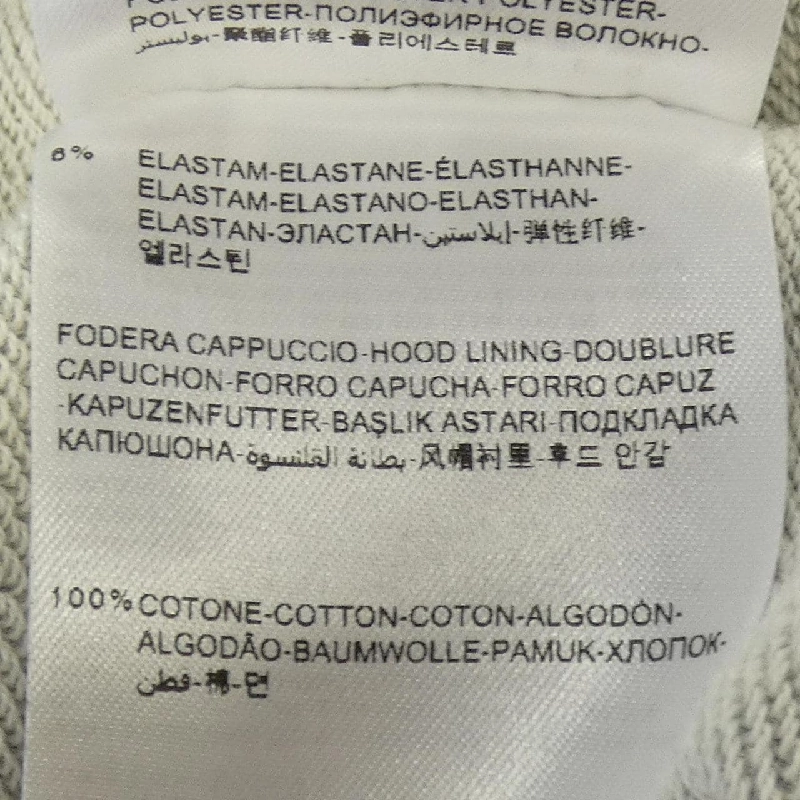 POLYESTER-
POLYESTER-ПОЛИЭФИРНОЕ ВОЛОКНО-
بوليستر-聚酯纤维-폴리에스테르
6% ELASTAM-ELASTANE-ÉLASTHANNE-
ELASTAM-ELASTANO-ELASTHAN-
ELASTAN-ЭЛАСТАН-إيلاستين-弹性纤维-
엘라스틴
FODERA CAPPUCCIO-HOOD LINING-DOUBLURE
CAPUCHON-FORRO CAPUCHA-FORRO CAPUZ
-KAPUZENFUTTER-BAŞLIK ASTARI-ПОДКЛАДКА
КАПЮШОНА-بطانة القلنسوة-风帽衬里-후드 안감
100% COTONE-COTTON-COTON-ALGODÓN-
ALGODÃO-BAUMWOLLE-PAMUK-ХЛОПОК-
قطن-棉-면